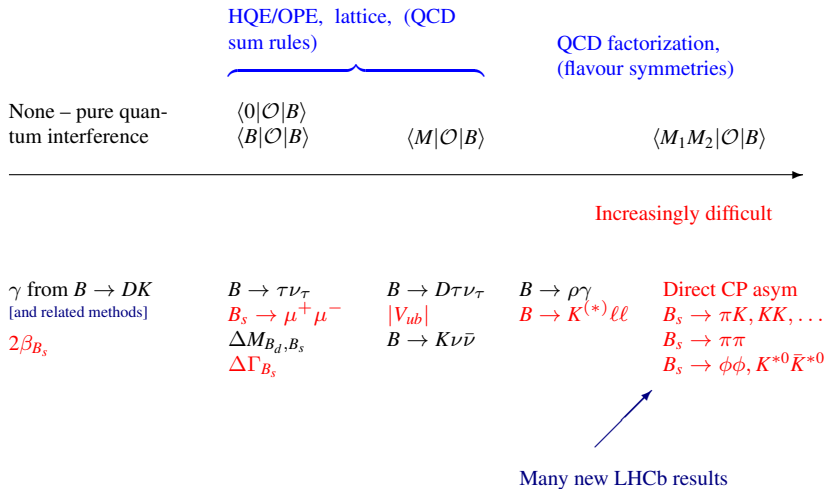 HQE/OPE, lattice, (QCD
sum rules)
QCD factorization,
(flavour symmetries)
None – pure quan-
tum interference
⟨0|𝒪|B⟩
⟨B|𝒪|B⟩
⟨M|𝒪|B⟩
⟨M₁M₂|𝒪|B⟩
Increasingly difficult
γ from B → DK
[and related methods]
2β_{B_s}
B → τν_τ
B_s → μ⁺μ⁻
ΔM_{B_d,B_s}
ΔΓ_{B_s}
B → Dτν_τ
|V_{ub}|
B → Kνν̄
B → ργ
B → K^{(*)}ℓℓ
Direct CP asym
B_s → πK, KK, …
B_s → ππ
B_s → ϕϕ, K^{*0}K̄^{*0}
Many new LHCb results